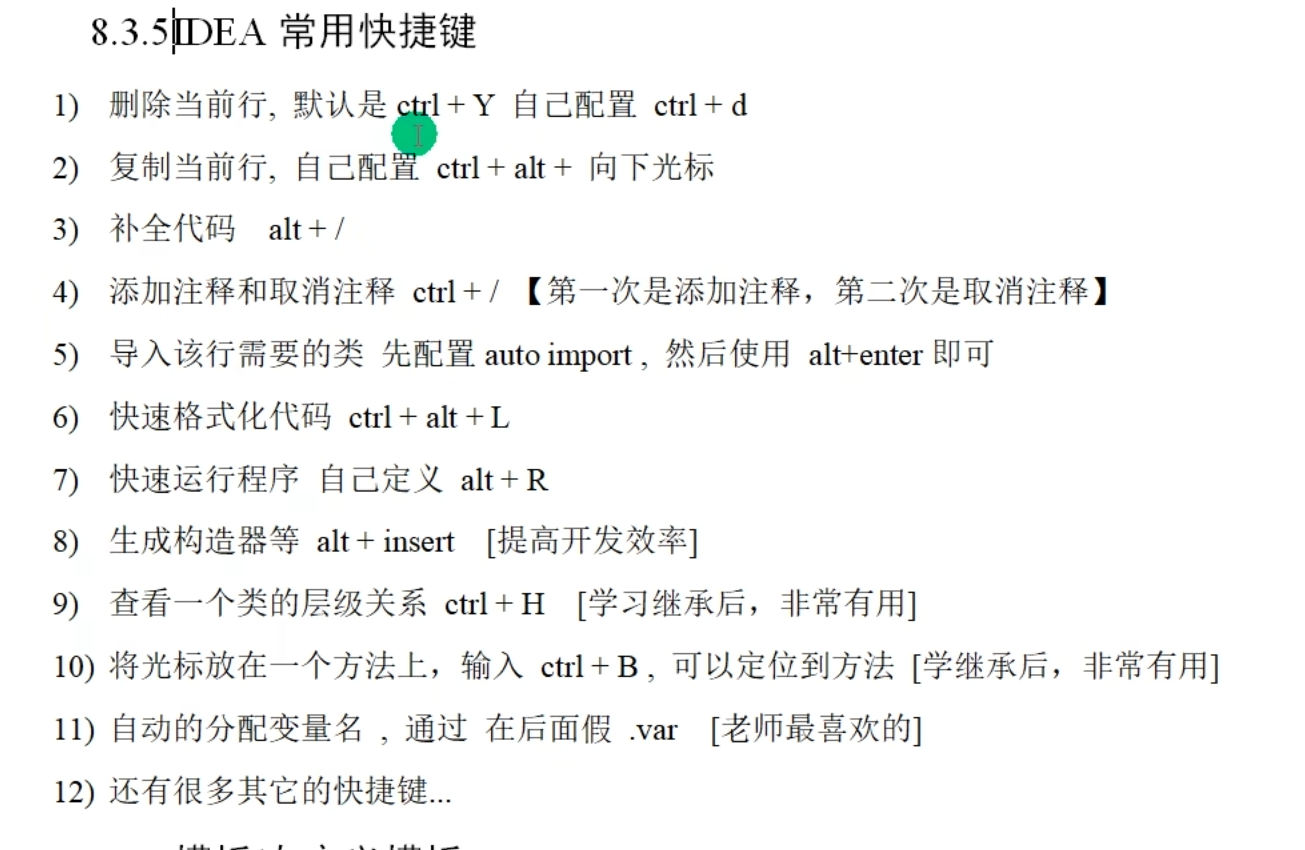 8.3.5IDEA 常用快捷键
1) 删除当前行, 默认是 ctrl + Y 自己配置 ctrl + d
2) 复制当前行, 自己配置 ctrl + alt + 向下光标
3) 补全代码 alt + /
4) 添加注释和取消注释 ctrl + / 【第一次是添加注释，第二次是取消注释】
5) 导入该行需要的类 先配置 auto import , 然后使用 alt+enter 即可
6) 快速格式化代码 ctrl + alt + L
7) 快速运行程序 自己定义 alt + R
8) 生成构造器等 alt + insert [提高开发效率]
9) 查看一个类的层级关系 ctrl + H [学习继承后，非常有用]
10) 将光标放在一个方法上，输入 ctrl + B , 可以定位到方法 [学继承后，非常有用]
11) 自动的分配变量名 , 通过 在后面假 .var [老师最喜欢的]
12) 还有很多其它的快捷键...